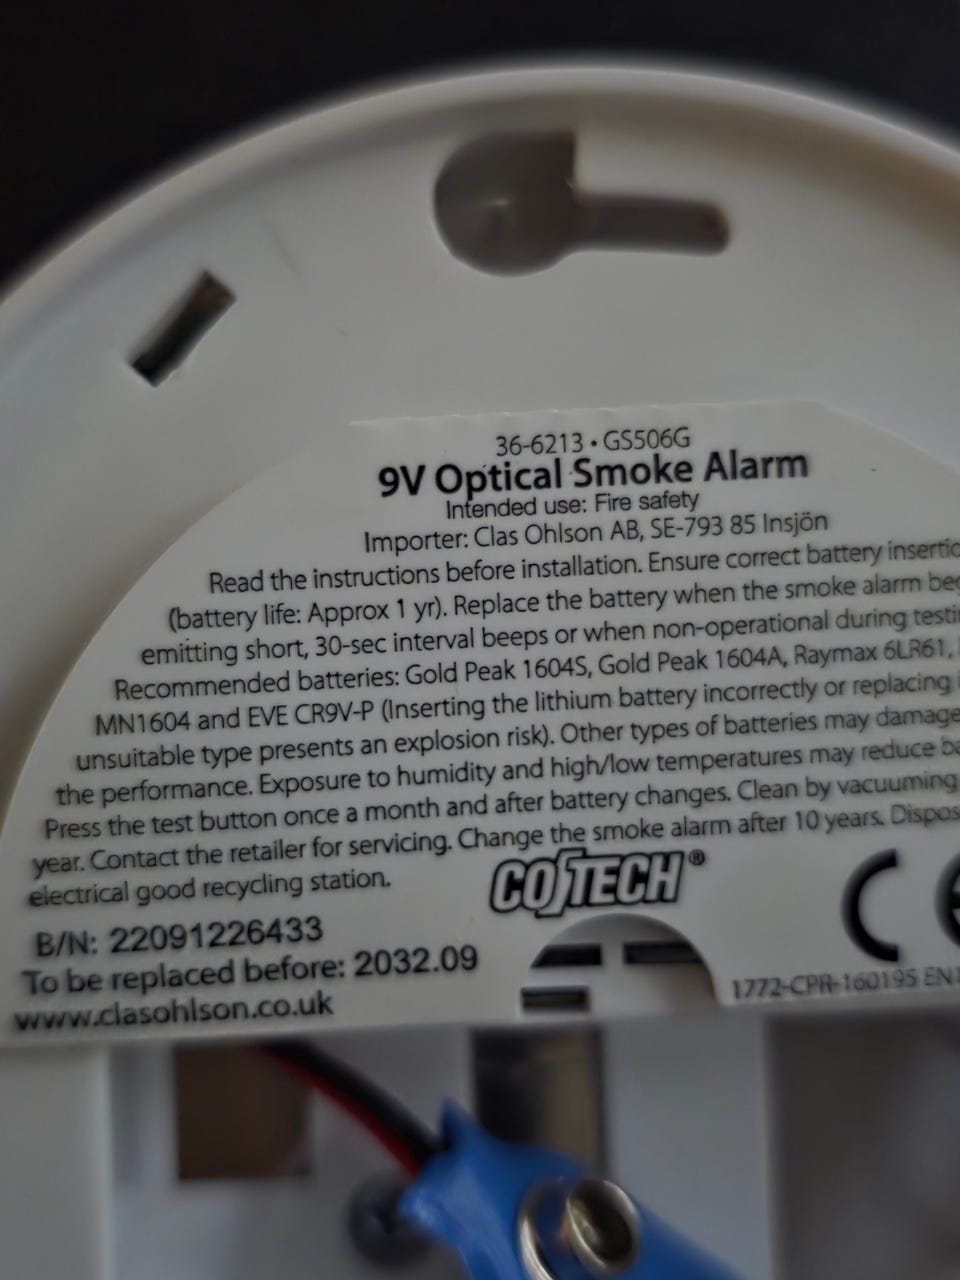 36-6213 • GS506G
9V Optical Smoke Alarm
Intended use: Fire safety
Importer: Clas Ohlson AB, SE-793 85 Insjön
Read the instructions before installation. Ensure correct battery insertio
(battery life: Approx 1 yr). Replace the battery when the smoke alarm beg
emitting short, 30-sec interval beeps or when non-operational during testi
Recommended batteries: Gold Peak 1604S, Gold Peak 1604A, Raymax 6LR61,
MN1604 and EVE CR9V-P (Inserting the lithium battery incorrectly or replacing
unsuitable type presents an explosion risk). Other types of batteries may damage
the performance. Exposure to humidity and high/low temperatures may reduce ba
Press the test button once a month and after battery changes. Clean by vacuuming
year. Contact the retailer for servicing. Change the smoke alarm after 10 years. Dispos
electrical good recycling station.
COTECH®
CE
B/N: 22091226433
To be replaced before: 2032.09
1772-CPR-160195 EN1
www.clasohlson.co.uk